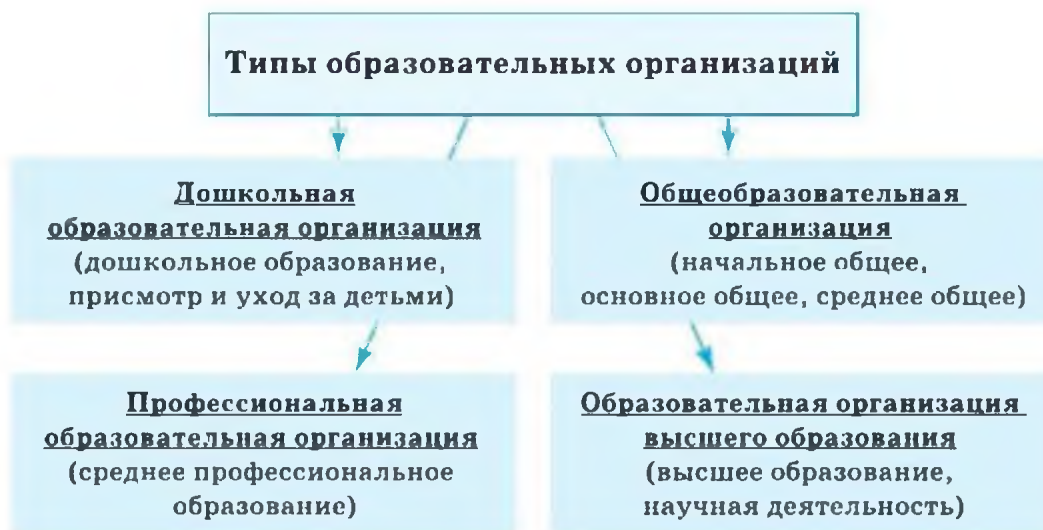 Типы образовательных организаций
Дошкольная
образовательная организация
(дошкольное образование,
присмотр и уход за детьми)
Общеобразовательная
организация
(начальное общее,
основное общее, среднее общее)
Профессиональная
образовательная организация
(среднее профессиональное
образование)
Образовательная организация
высшего образования
(высшее образование,
научная деятельность)